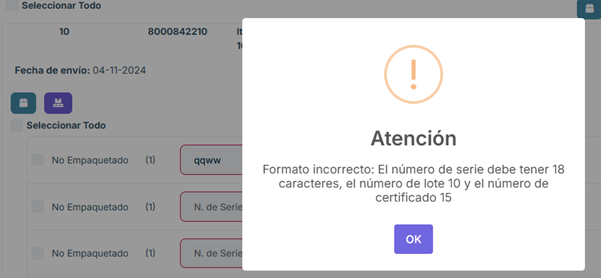 Seleccionar Todo
10 8000842210
Fecha de envío: 04-11-2024
Seleccionar Todo
No Empaquetado (1) qqww
No Empaquetado (1) N. de Serie
No Empaquetado (1) N. de Serie
!
Atención
Formato incorrecto: El número de serie debe tener 18
caracteres, el número de lote 10 y el número de
certificado 15
OK